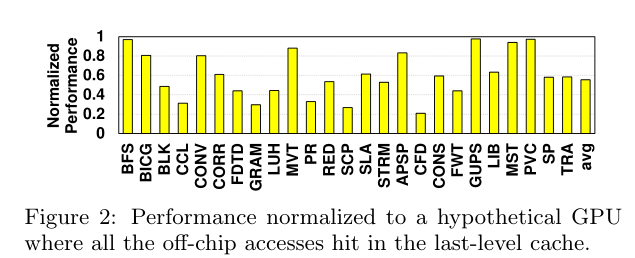 Normalized
Performance
1
0.8
0.6
0.4
0.2
0
BFS
BICG
BLK
CCL
CONV
CORR
FDTD
GRAM
LUH
MVT
PR
RED
SCP
SLA
STRM
APSP
CFD
CONS
FWT
GUPS
LIB
MST
PVC
SP
TRA
avg
Figure 2: Performance normalized to a hypothetical GPU
where all the off-chip accesses hit in the last-level cache.